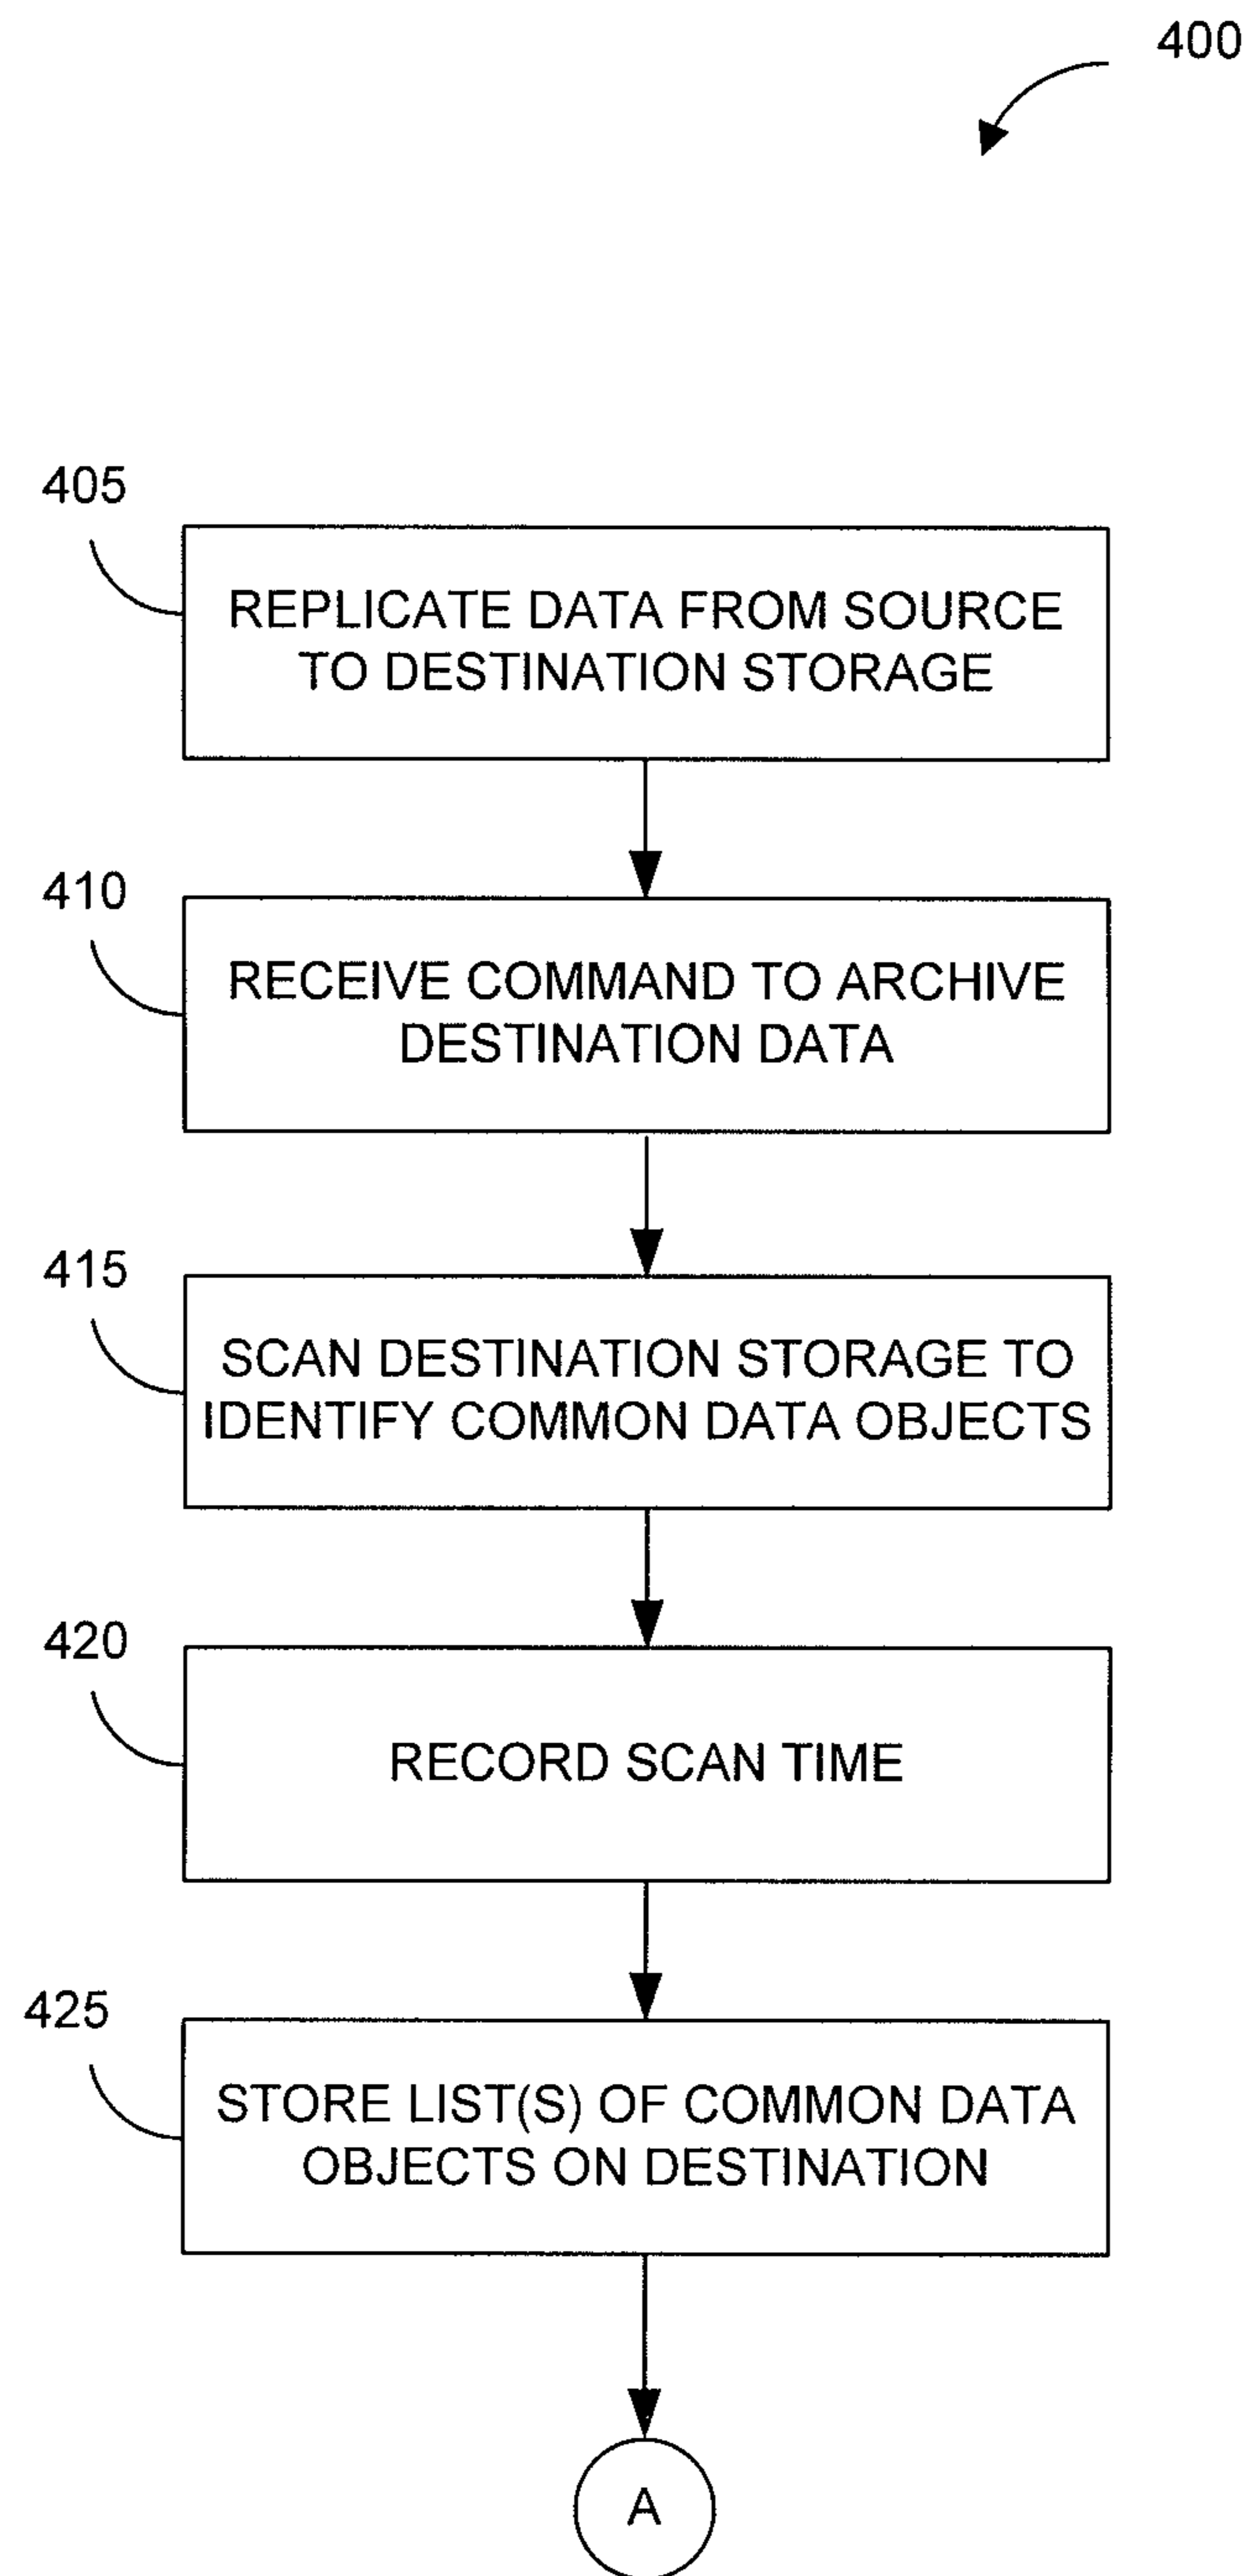 400
405
REPLICATE DATA FROM SOURCE
TO DESTINATION STORAGE
410
RECEIVE COMMAND TO ARCHIVE
DESTINATION DATA
415
SCAN DESTINATION STORAGE TO
IDENTIFY COMMON DATA OBJECTS
420
RECORD SCAN TIME
425
STORE LIST(S) OF COMMON DATA
OBJECTS ON DESTINATION
A